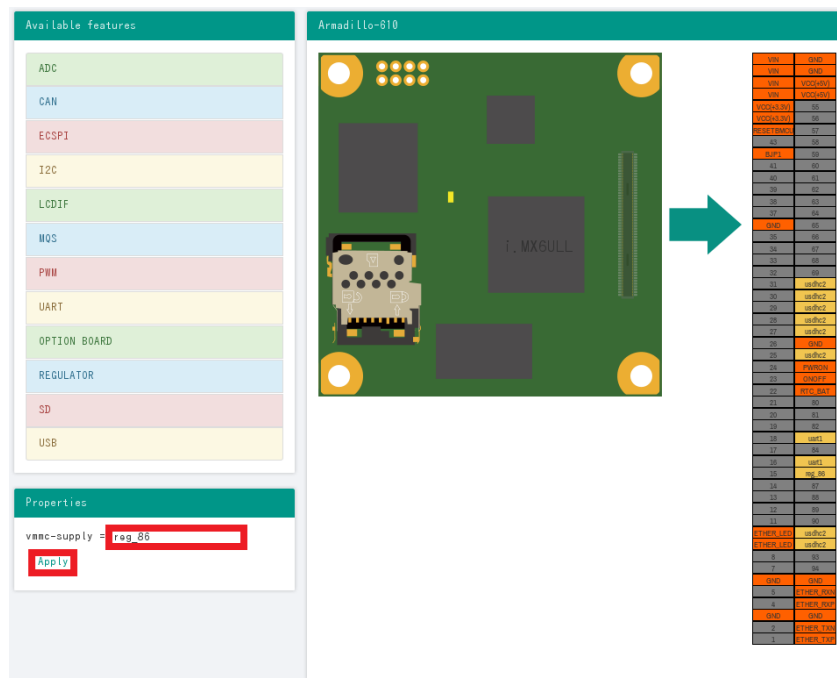 Available features
ADC
CAN
ECSPI
I2C
LCDIF
MQS
PWM
UART
OPTION BOARD
REGULATOR
SD
USB
Properties
vmmc-supply = reg_86
Apply
Armadillo-610
i.MX6ULL
VIN GND
VIN GND
VIN VCC(+5V)
VIN VCC(+5V)
VCC(+3.3V) 55
VCC(+3.3V) 56
RESETBMCU 57
43 58
BJP1 59
41 60
40 61
39 62
38 63
37 64
GND 65
35 66
34 67
33 68
32 69
31 usdhc2
30 usdhc2
29 usdhc2
28 usdhc2
27 usdhc2
26 GND
25 usdhc2
24 PWRON
23 ONOFF
22 RTC_BAT
21 80
20 81
19 82
18 uart1
17 84
16 uart1
15 reg_86
14 87
13 88
12 89
11 90
ETHER_LED usdhc2
ETHER_LED usdhc2
8 93
7 94
GND GND
5 ETHER_RXN
4 ETHER_RXP
GND GND
2 ETHER_TXN
1 ETHER_TXP